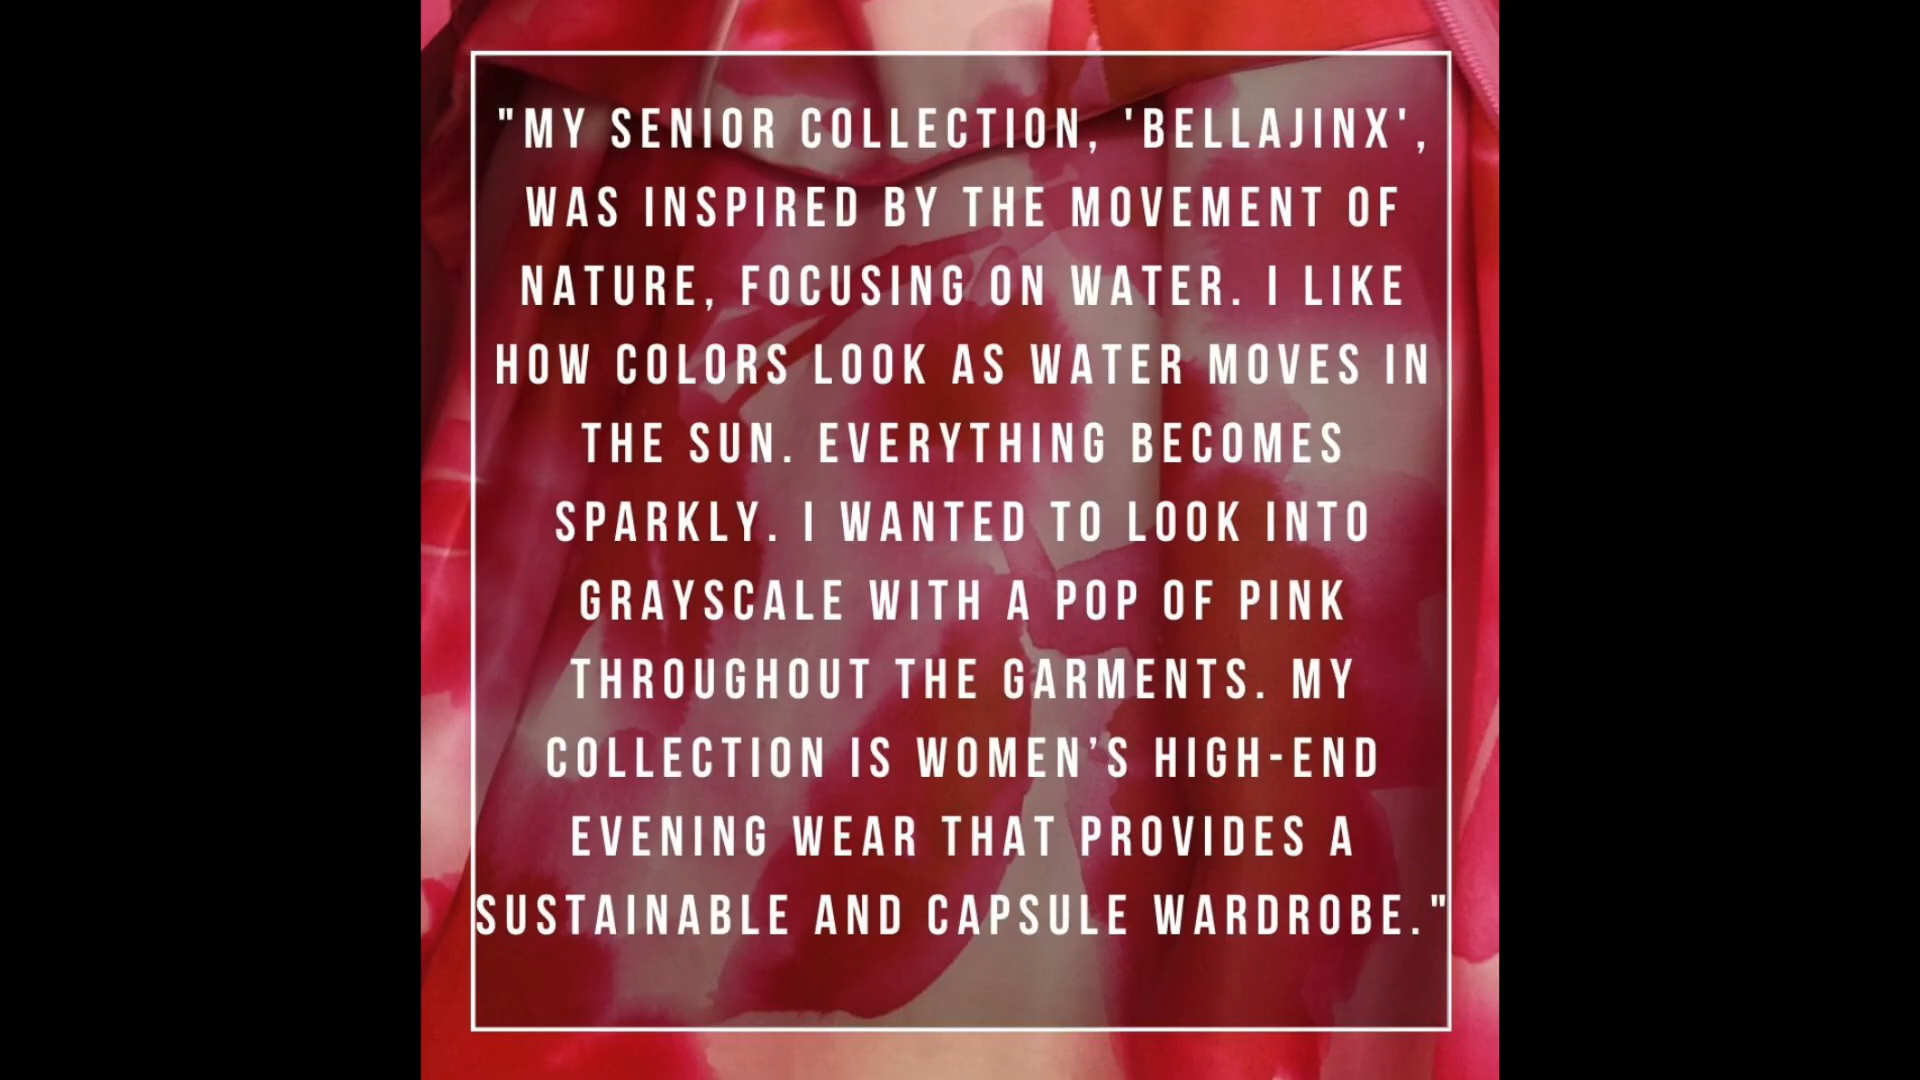 "MY SENIOR COLLECTION, 'BELLAJINX',
WAS INSPIRED BY THE MOVEMENT OF
NATURE, FOCUSING ON WATER. I LIKE
HOW COLORS LOOK AS WATER MOVES IN
THE SUN. EVERYTHING BECOMES
SPARKLY. I WANTED TO LOOK INTO
GRAYSCALE WITH A POP OF PINK
THROUGHOUT THE GARMENTS. MY
COLLECTION IS WOMEN’S HIGH-END
EVENING WEAR THAT PROVIDES A
SUSTAINABLE AND CAPSULE WARDROBE."